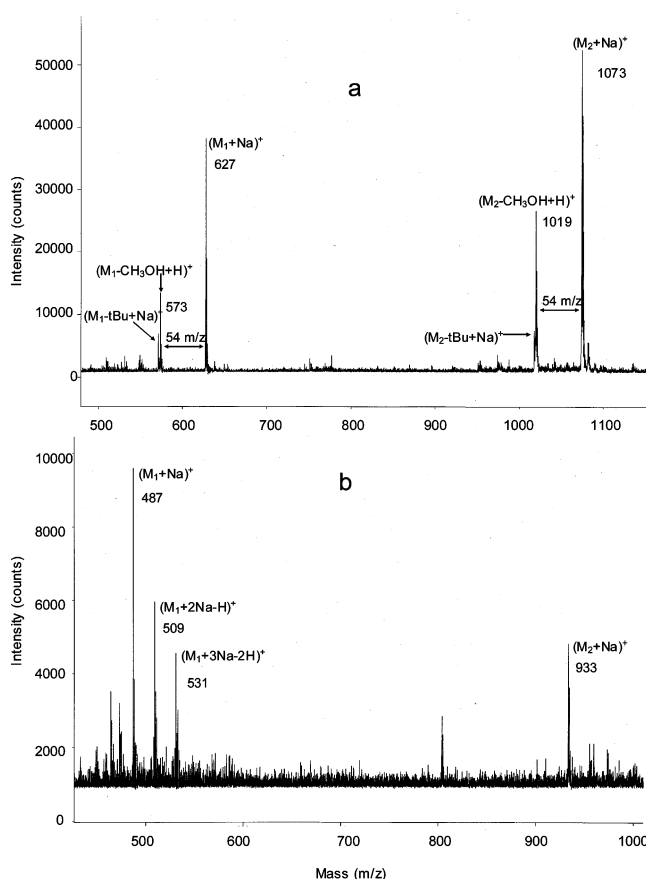 (M₂+Na)⁺
50000
1073
a
(M₁+Na)⁺
40000
627
30000
(M₂-CH₃OH+H)⁺
1019
20000
(M₁-CH₃OH+H)⁺
54 m/z
573
10000
(M₁-tBu+Na)⁺
54 m/z
(M₂-tBu+Na)⁺
0
Intensity (counts)
500 600 700 800 900 1000 1100
10000
(M₁+Na)⁺
b
487
8000
6000
(M₁+2Na-H)⁺
509
(M₁+3Na-2H)⁺
(M₂+Na)⁺
531
933
4000
2000
0
Intensity (counts)
500 600 700 800 900 1000
Mass (m/z)